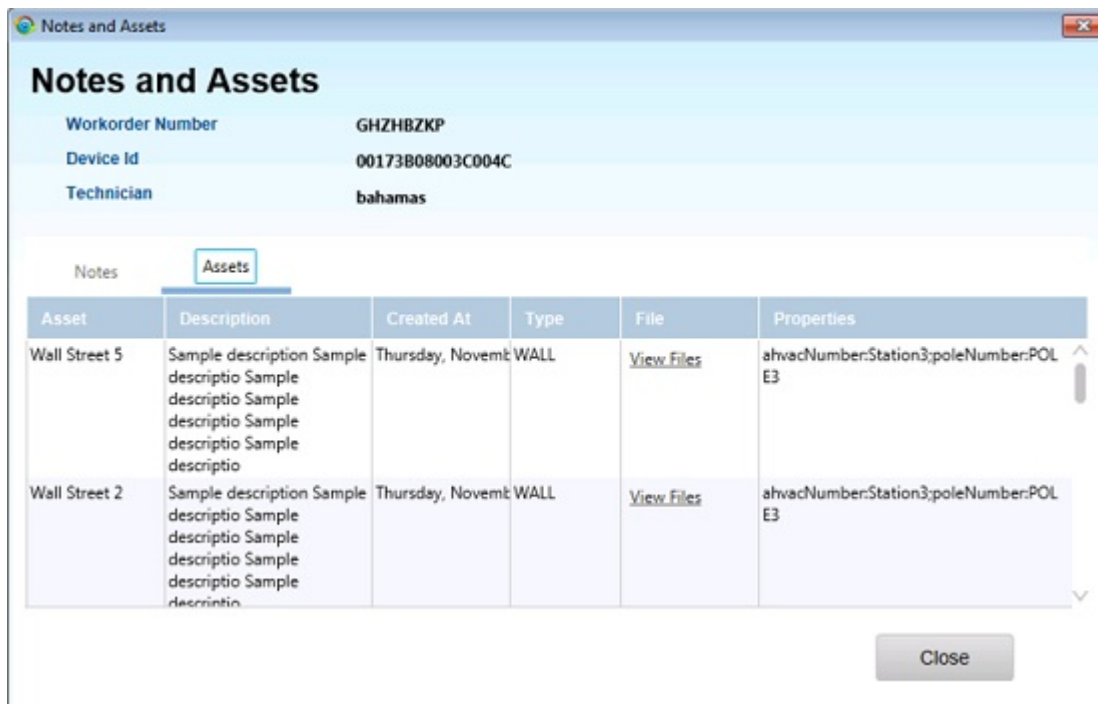 Notes and Assets
Notes and Assets
Workorder Number GHZHBZKP
Device Id 00173B08003C004C
Technician bahamas
Notes Assets
Asset Description Created At Type File Properties
Wall Street 5 Sample description Sample Thursday, Novemb WALL View Files ahvacNumber:Station3;poleNumber:POL
descriptio Sample E3
descriptio Sample
descriptio Sample
descriptio Sample
descriptio
Wall Street 2 Sample description Sample Thursday, Novemb WALL View Files ahvacNumber:Station3;poleNumber:POL
descriptio Sample E3
descriptio Sample
descriptio Sample
descriptio Sample
descriptio
Close